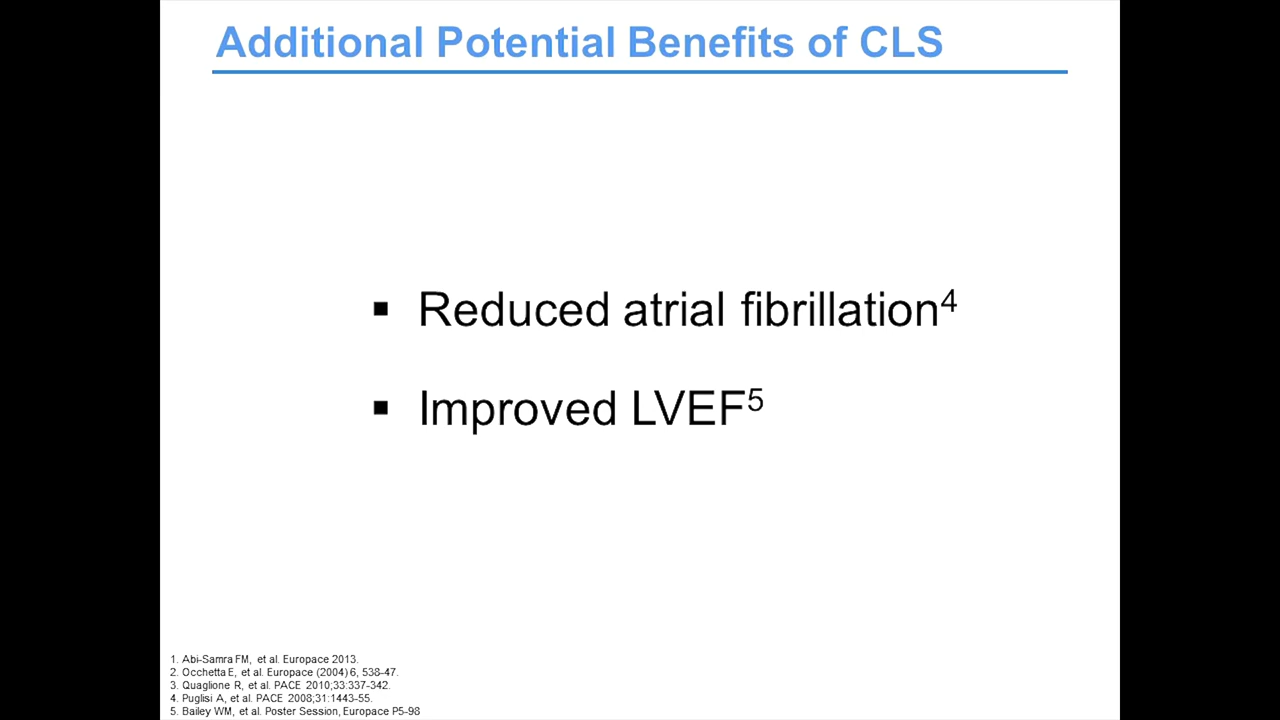 Additional Potential Benefits of CLS
▪ Reduced atrial fibrillation⁴
▪ Improved LVEF⁵
1. Abi-Samra FM, et al. Europace 2013.
2. Occhetta E, et al. Europace (2004) 6, 538-47.
3. Quaglione R, et al. PACE 2010;33:337-342.
4. Puglisi A, et al. PACE 2008;31:1443-55.
5. Bailey WM, et al. Poster Session, Europace P5-98